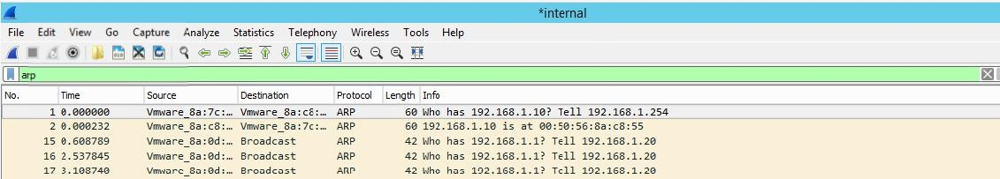 *internal
File Edit View Go Capture Analyze Statistics Telephony Wireless Tools Help
arp
No. Time Source Destination Protocol Length Info
1 0.000000 Vmware_8a:7c:… Vmware_8a:c8:… ARP 60 Who has 192.168.1.10? Tell 192.168.1.254
2 0.000232 Vmware_8a:c8:… Vmware_8a:7c:… ARP 60 192.168.1.10 is at 00:50:56:8a:c8:55
15 0.608789 Vmware_8a:0d:… Broadcast ARP 42 Who has 192.168.1.1? Tell 192.168.1.20
16 2.537845 Vmware_8a:0d:… Broadcast ARP 42 Who has 192.168.1.1? Tell 192.168.1.20
17 3.108740 Vmware_8a:0d:… Broadcast ARP 42 Who has 192.168.1.1? Tell 192.168.1.20